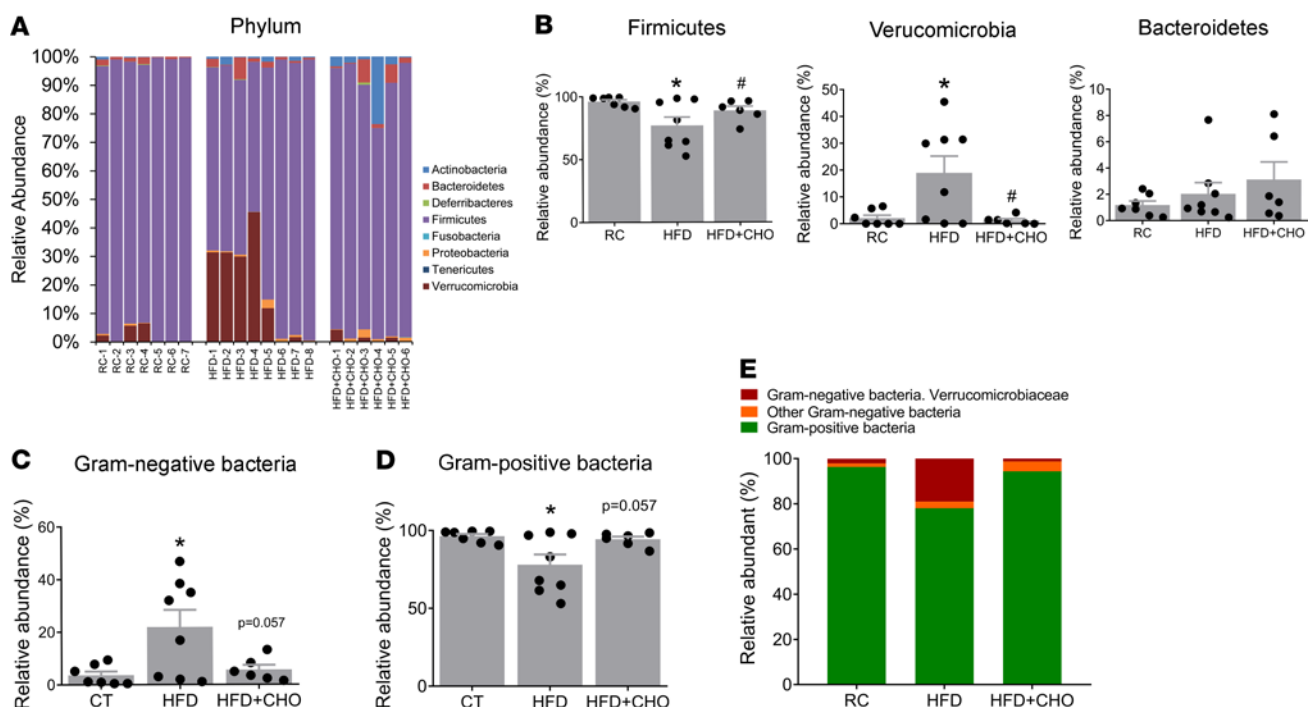 A
Phylum
Relative Abundance
100%
90%
80%
70%
60%
50%
40%
30%
20%
10%
0%
RC-1
RC-2
RC-3
RC-4
RC-5
RC-6
RC-7
HFD-1
HFD-2
HFD-3
HFD-4
HFD-5
HFD-6
HFD-7
HFD-8
HFD+CHO-1
HFD+CHO-2
HFD+CHO-3
HFD+CHO-4
HFD+CHO-5
HFD+CHO-6
Actinobacteria
Bacteroidetes
Deferribacteres
Firmicutes
Fusobacteria
Proteobacteria
Tenericutes
Verrucomicrobia
B
Firmicutes
Relative abundance (%)
100
50
0
*
#
RC HFD HFD+CHO
Verucomicrobia
Relative abundance (%)
50
40
30
20
10
0
*
#
RC HFD HFD+CHO
Bacteroidetes
Relative abundance (%)
10
8
6
4
2
0
RC HFD HFD+CHO
C
Gram-negative bacteria
Relative abundance (%)
60
40
20
0
*
p=0.057
CT HFD HFD+CHO
D
Gram-positive bacteria
Relative abundance (%)
100
50
0
*
p=0.057
CT HFD HFD+CHO
E
Gram-negative bacteria. Verrucomicrobiaceae
Other Gram-negative bacteria
Gram-positive bacteria
Relative abundant (%)
100
80
60
40
20
0
RC HFD HFD+CHO